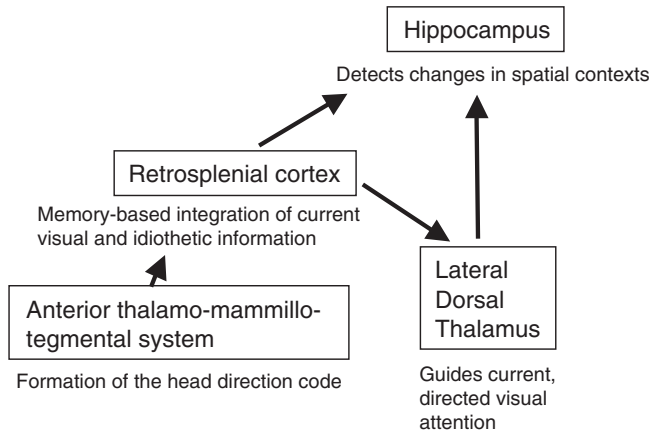 Hippocampus
Detects changes in spatial contexts
Retrosplenial cortex
Memory-based integration of current
visual and idiothetic information
Lateral
Dorsal
Thalamus
Anterior thalamo-mammillo-
tegmental system
Formation of the head direction code
Guides current,
directed visual
attention